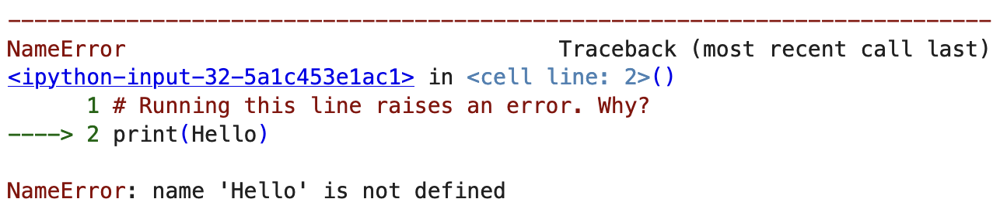 ---------------------------------------------------------------------------
NameError                                 Traceback (most recent call last)
<ipython-input-32-5a1c453e1ac1> in <cell line: 2>()
      1 # Running this line raises an error. Why?
----> 2 print(Hello)

NameError: name 'Hello' is not defined